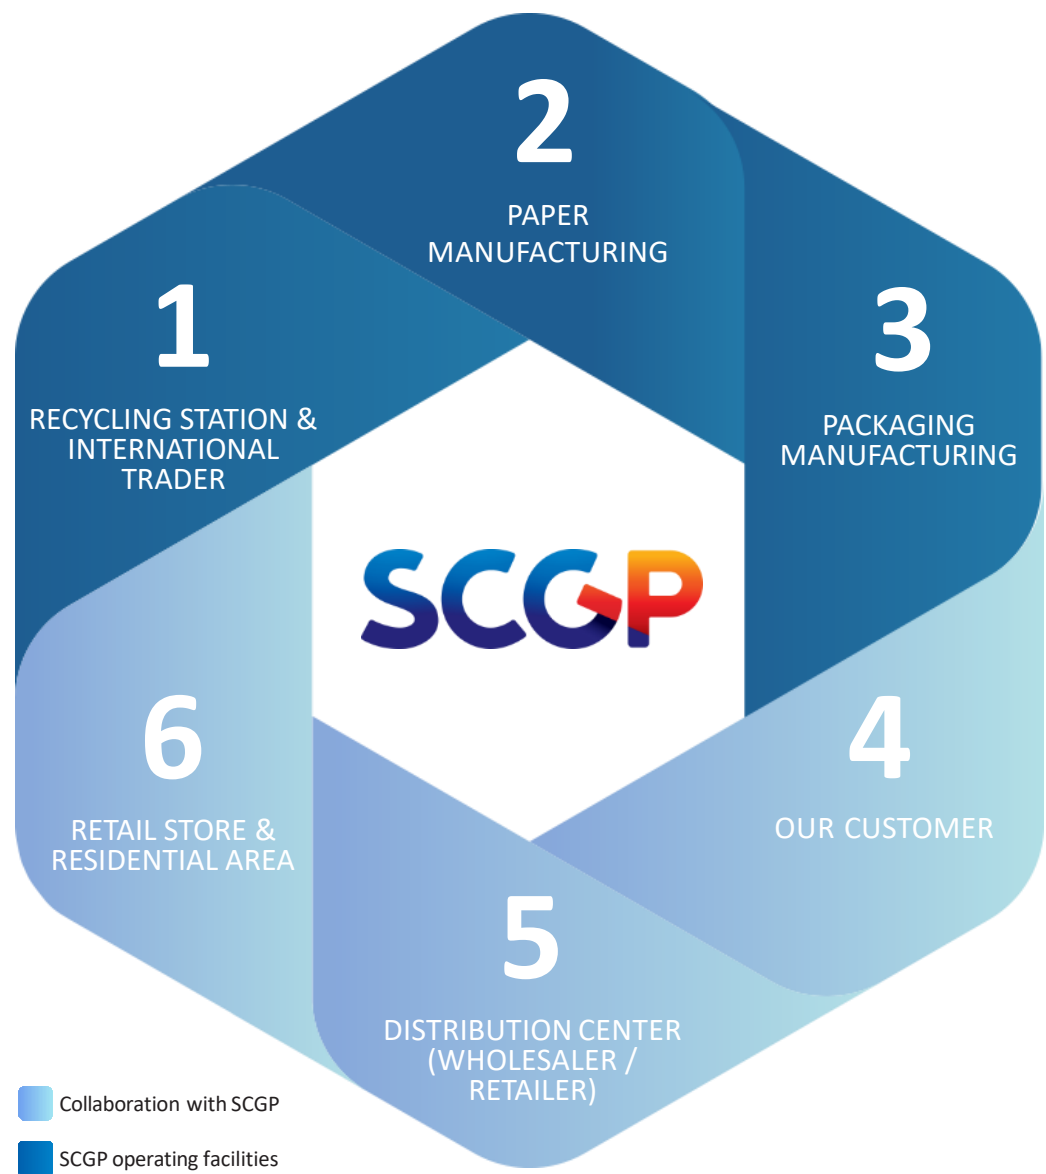 1
RECYCLING STATION &
INTERNATIONAL
TRADER
2
PAPER
MANUFACTURING
3
PACKAGING
MANUFACTURING
SCGP
4
OUR CUSTOMER
5
DISTRIBUTION CENTER
(WHOLESALER /
RETAILER)
6
RETAIL STORE &
RESIDENTIAL AREA
Collaboration with SCGP
SCGP operating facilities